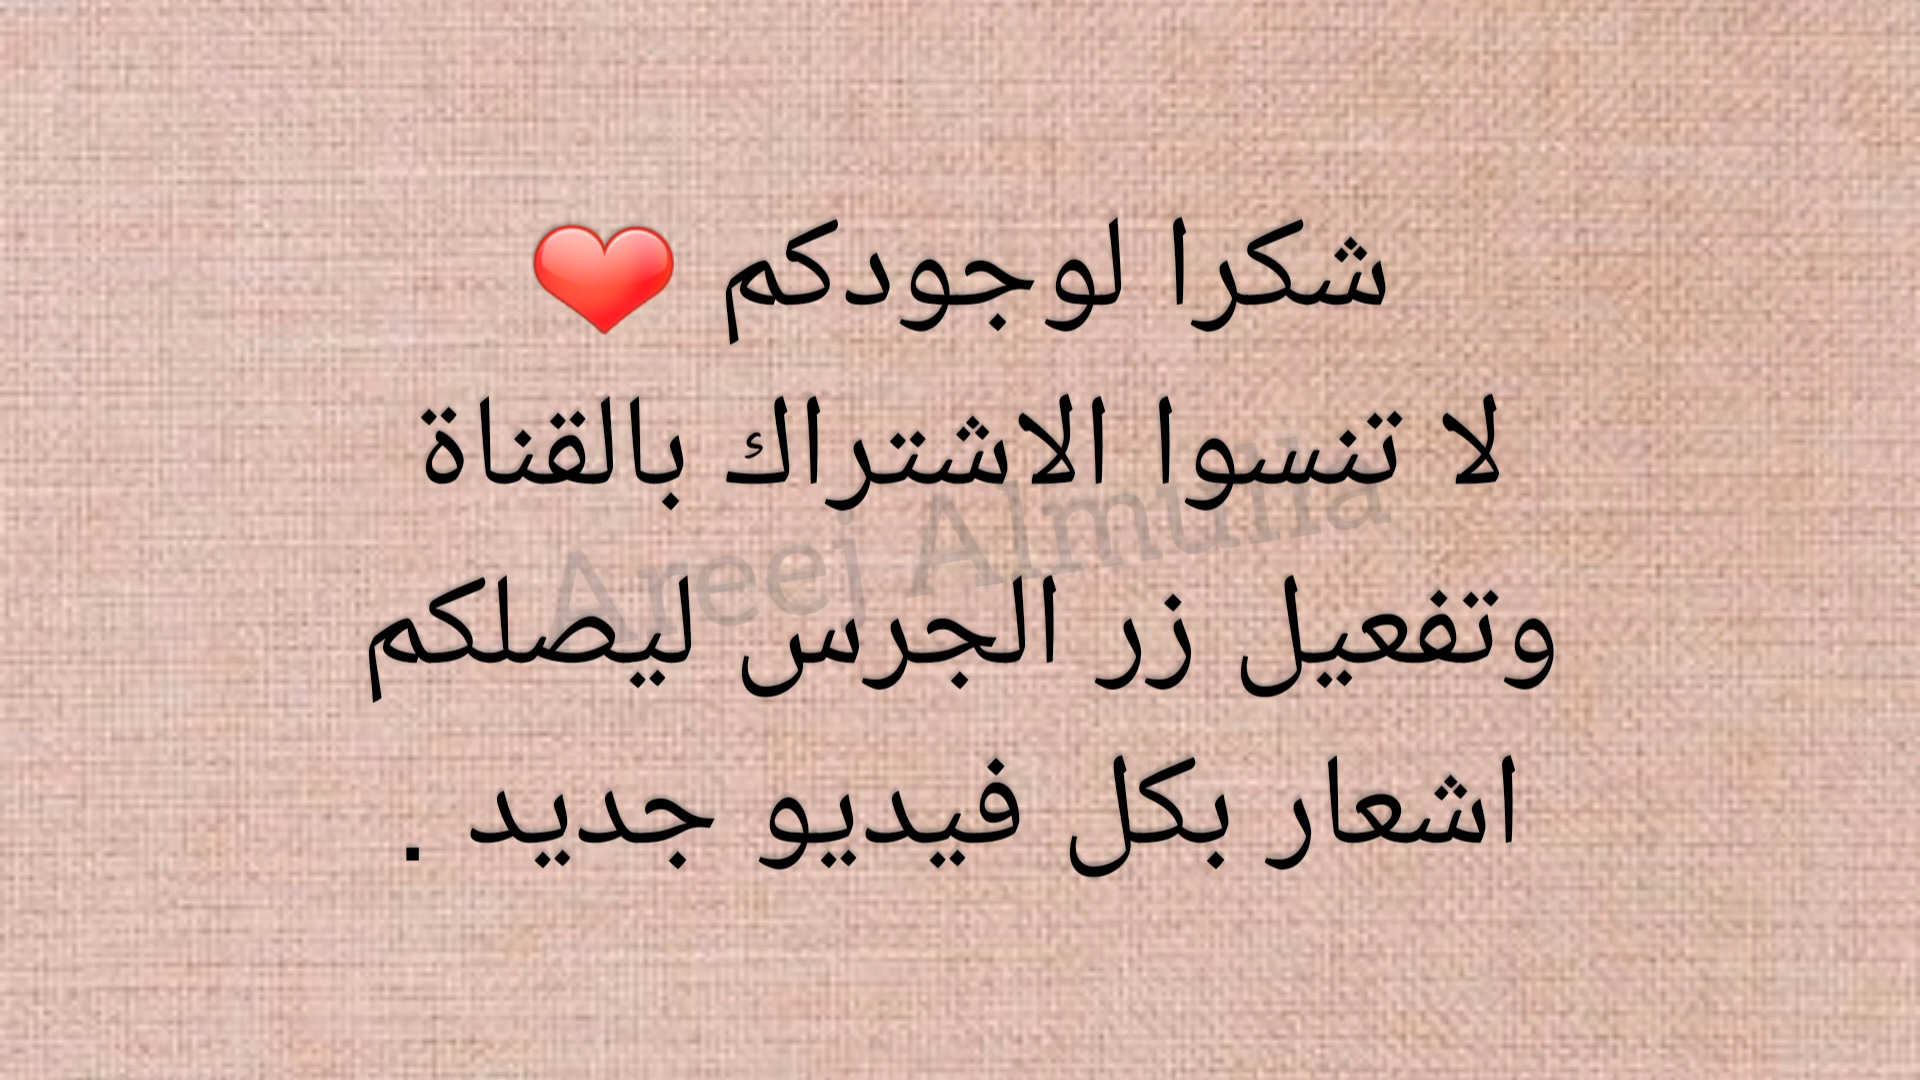 شكرا لوجودكم ❤
لا تنسوا الاشتراك بالقناة
Areej Almulla
وتفعيل زر الجرس ليصلكم
اشعار بكل فيديو جديد .